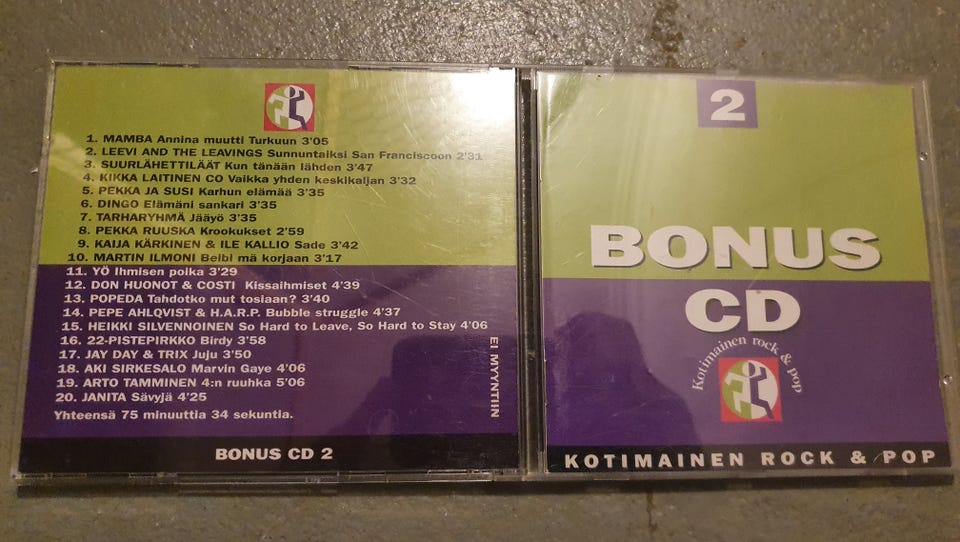 1. MAMBA Annina muutti Turkuun 3'05
2. LEEVI AND THE LEAVINGS Sunnuntaiksi San Franciscoon 2'31
3. SUURLÄHETTILÄÄT Kun tänään lähden 3'47
4. KIKKA LAITINEN CO Vaikka yhden keskikaljan 3'32
5. PEKKA JA SUSI Karhun elämää 3'35
6. DINGO Elämäni sankari 3'35
7. TARHARYHMÄ Jääyö 3'35
8. PEKKA RUUSKA Krookukset 2'59
9. KAIJA KÄRKINEN & ILE KALLIO Sade 3'42
10. MARTIN ILMONI Beibi mä korjaan 3'17
11. YÖ Ihmisen poika 3'29
12. DON HUONOT & COSTI Kissaihmiset 4'39
13. POPEDA Tahdotko mut tosiaan? 3'40
14. PEPE AHLQVIST & H.A.R.P. Bubble struggle 4'37
15. HEIKKI SILVENNOINEN So Hard to Leave, So Hard to Stay 4'06
16. 22-PISTEPIRKKO Birdy 3'58
17. JAY DAY & TRIX Juju 3'50
18. AKI SIRKESALO Marvin Gaye 4'06
19. ARTO TAMMINEN 4:n ruuhka 5'06
20. JANITA Sävyjä 4'25
Yhteensä 75 minuuttia 34 sekuntia.
EI MYYNTIIN
BONUS CD 2
2
BONUS
CD
Kotimainen rock & pop
KOTIMAINEN ROCK & POP